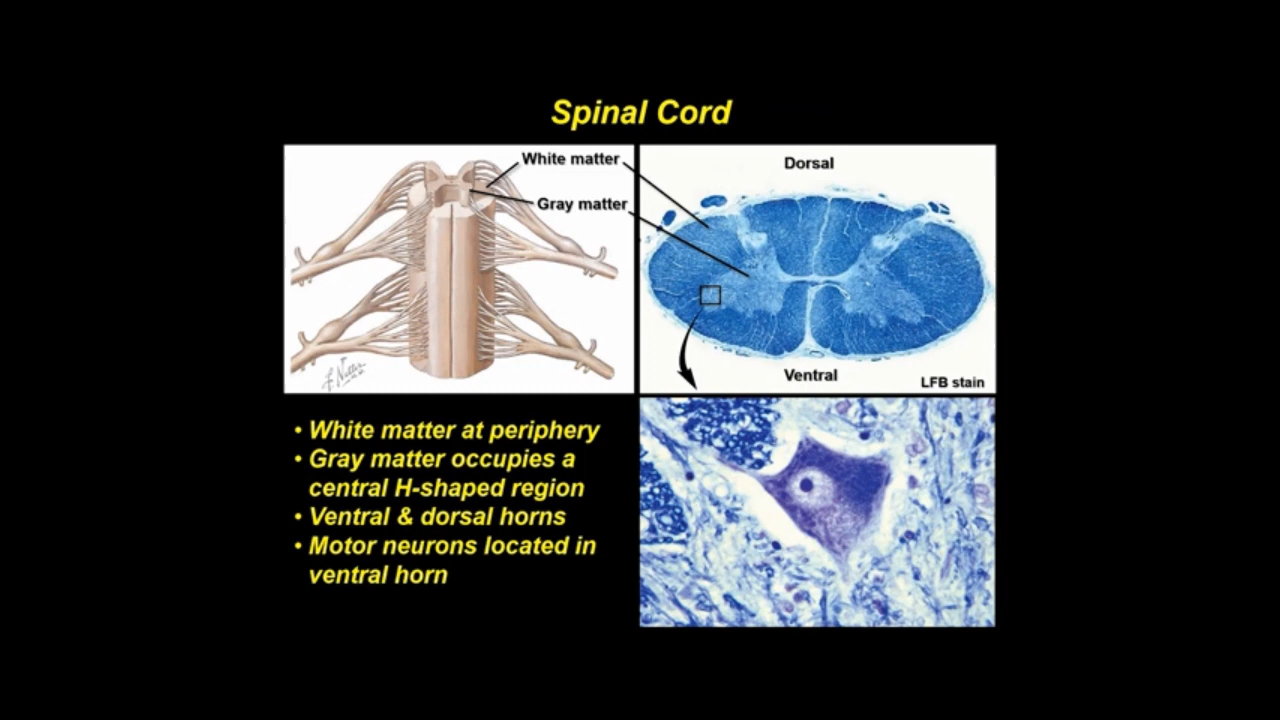 Spinal Cord
White matter
Gray matter
Dorsal
Ventral
LFB stain
• White matter at periphery
• Gray matter occupies a
central H-shaped region
• Ventral & dorsal horns
• Motor neurons located in
ventral horn